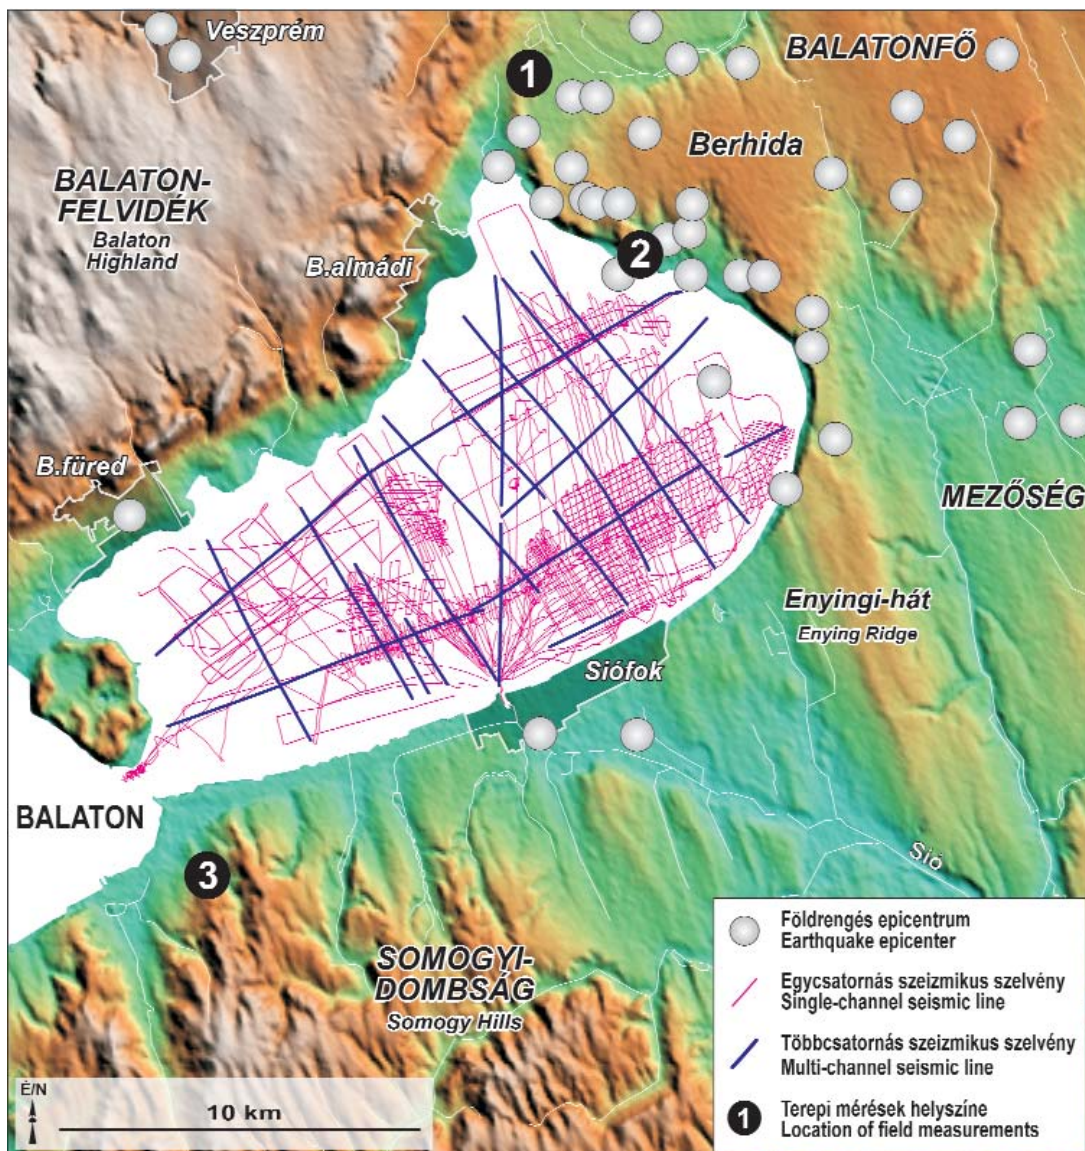 Veszprém
BALATONFŐ
1
Berhida
BALATON-
FELVIDÉK
Balaton
Highland
B.almádi
2
B.füred
MEZŐSÉG
Enyingi-hát
Enying Ridge
Siófok
BALATON
Sió
3
SOMOGYI-
DOMBSÁG
Somogy Hills
Földrengés epicentrum
Earthquake epicenter
Egycsatornás szeizmikus szelvény
Single-channel seismic line
Többcsatornás szeizmikus szelvény
Multi-channel seismic line
1
Terepi mérések helyszíne
Location of field measurements
É/N
10 km